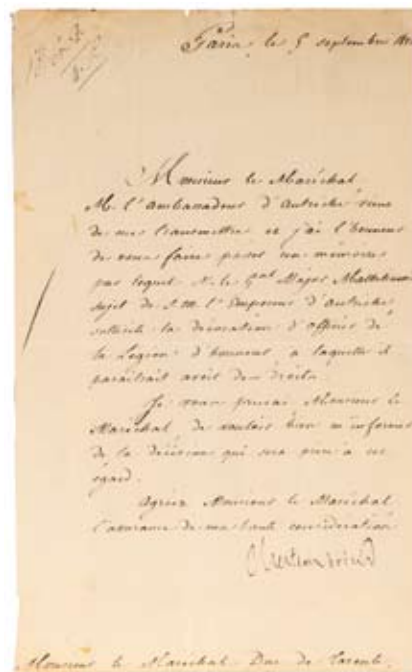 Paris, le 5 septembre
Monsieur le Maréchal
M. l'ambassadeur d'Autriche vient
de me transmettre et j'ai l'honneur
de vous faire passer un mémoire
par lequel M. le Gal Major
sujet de S. M. l'Empereur d'Autriche
sollicite la décoration d'officier de
la Légion d'honneur, à laquelle il
paraîtrait avoir des droits.
Je vous prierai Monsieur le
Maréchal de vouloir bien m'informer
de la décision qui sera prise à cet
égard.
Agréez Monsieur le Maréchal
l'assurance de ma haute considération
Chateaubriand
Monsieur le Maréchal Duc de Tarente.